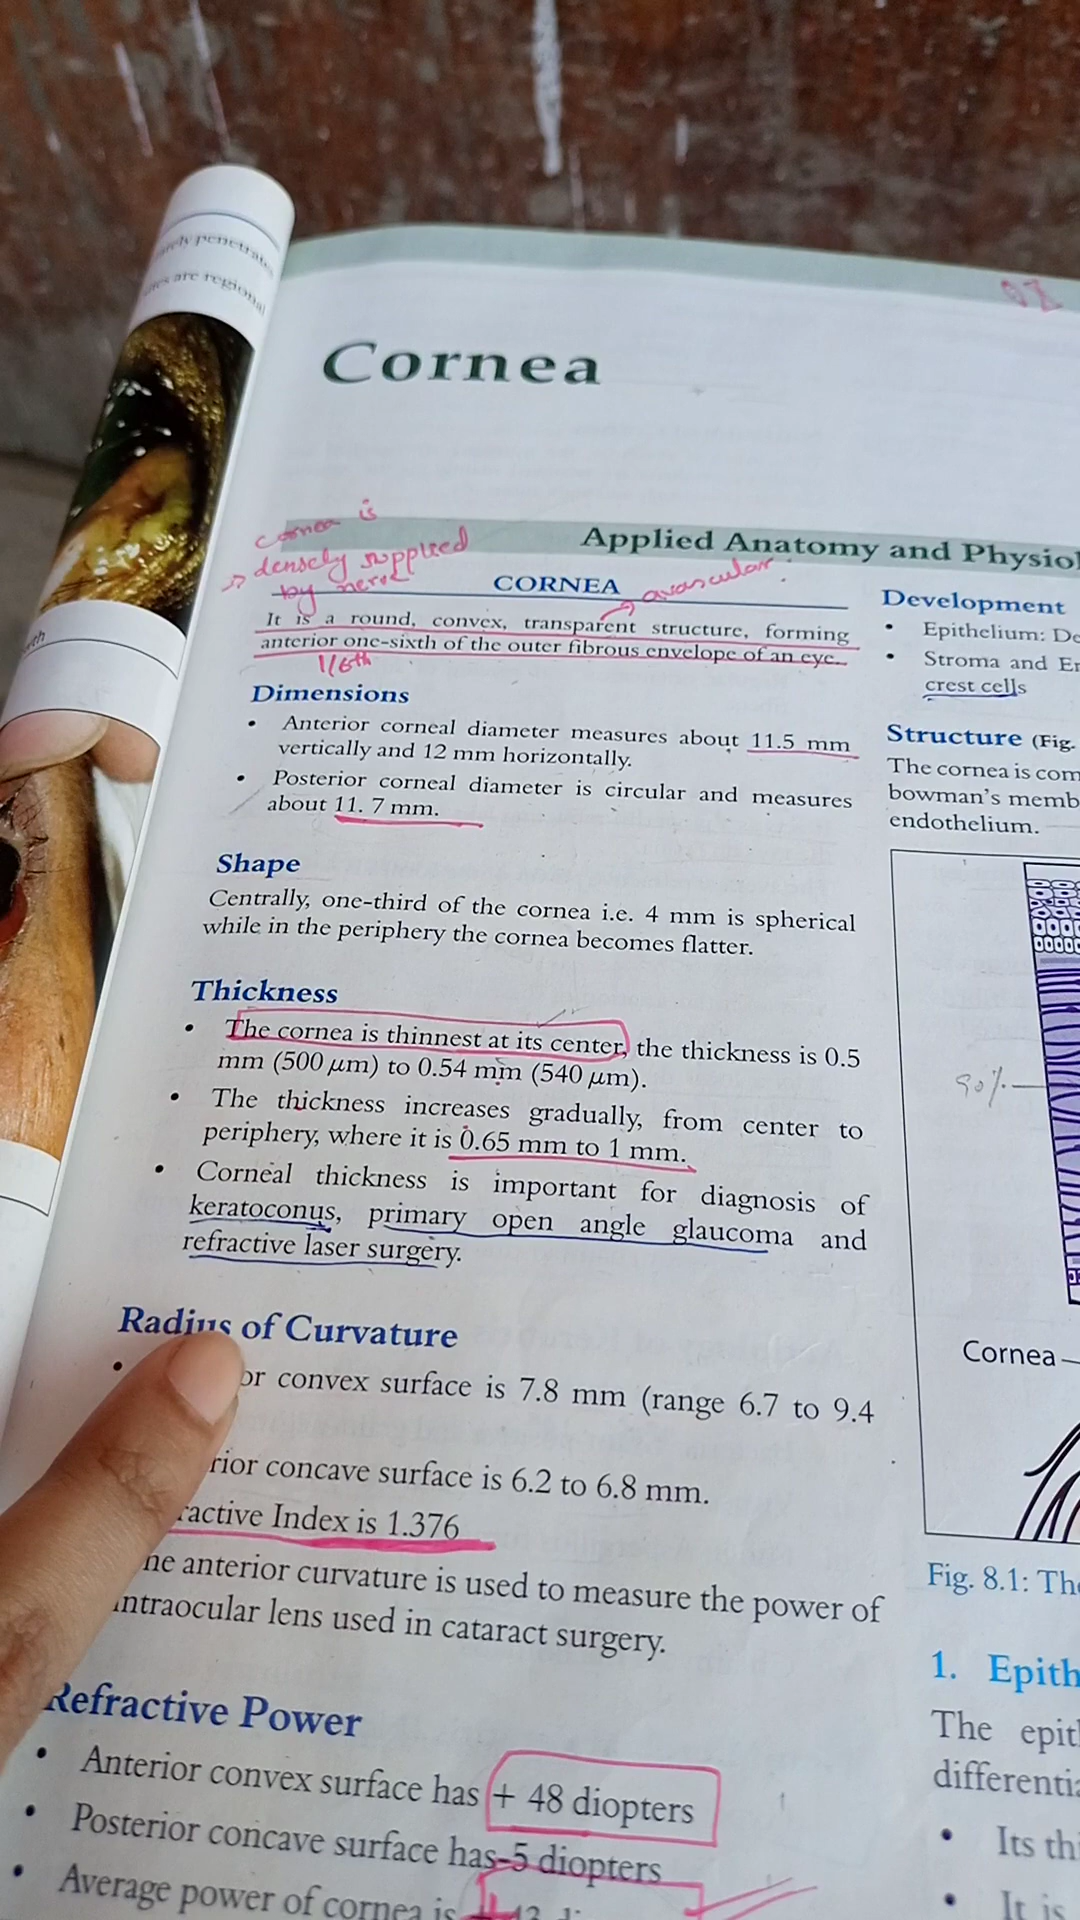 Cornea
cornea is
densely supplied
by nerve
Applied Anatomy and Physiol
CORNEA
avascular
It is a round, convex, transparent structure, forming
anterior one-sixth of the outer fibrous envelope of an eye.
1/6th
Dimensions
• Anterior corneal diameter measures about 11.5 mm
vertically and 12 mm horizontally.
• Posterior corneal diameter is circular and measures
about 11. 7 mm.
Shape
Centrally, one-third of the cornea i.e. 4 mm is spherical
while in the periphery the cornea becomes flatter.
Thickness
• The cornea is thinnest at its center, the thickness is 0.5
mm (500 μm) to 0.54 mm (540 μm).
• The thickness increases gradually, from center to
periphery, where it is 0.65 mm to 1 mm.
• Corneal thickness is important for diagnosis of
keratoconus, primary open angle glaucoma and
refractive laser surgery.
Radius of Curvature
• or convex surface is 7.8 mm (range 6.7 to 9.4
rior concave surface is 6.2 to 6.8 mm.
ractive Index is 1.376
he anterior curvature is used to measure the power of
intraocular lens used in cataract surgery.
Refractive Power
• Anterior convex surface has + 48 diopters
• Posterior concave surface has-5 diopters
• Average power of cornea is
Development
• Epithelium: De
• Stroma and En
crest cells
Structure (Fig.
The cornea is com
bowman's memb
endothelium.
90%
Cornea
Fig. 8.1: Th
1. Epith
The epith
differentia
• Its thi
• It is